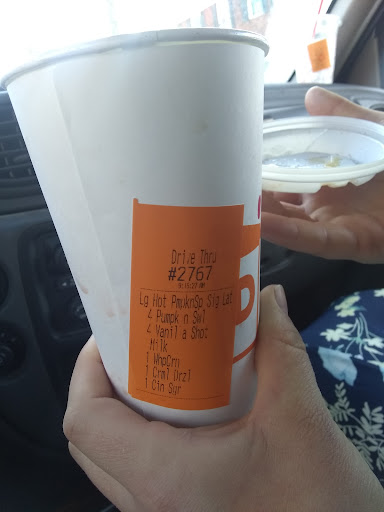 Drive Thru
#2767
Lg Hot PmpknSp Sig Lat
4 Pumpk n Swl
4 Vanil a Shot
Milk
1 WhpCrm
1 Crml Drzl
1 Cin Sgr